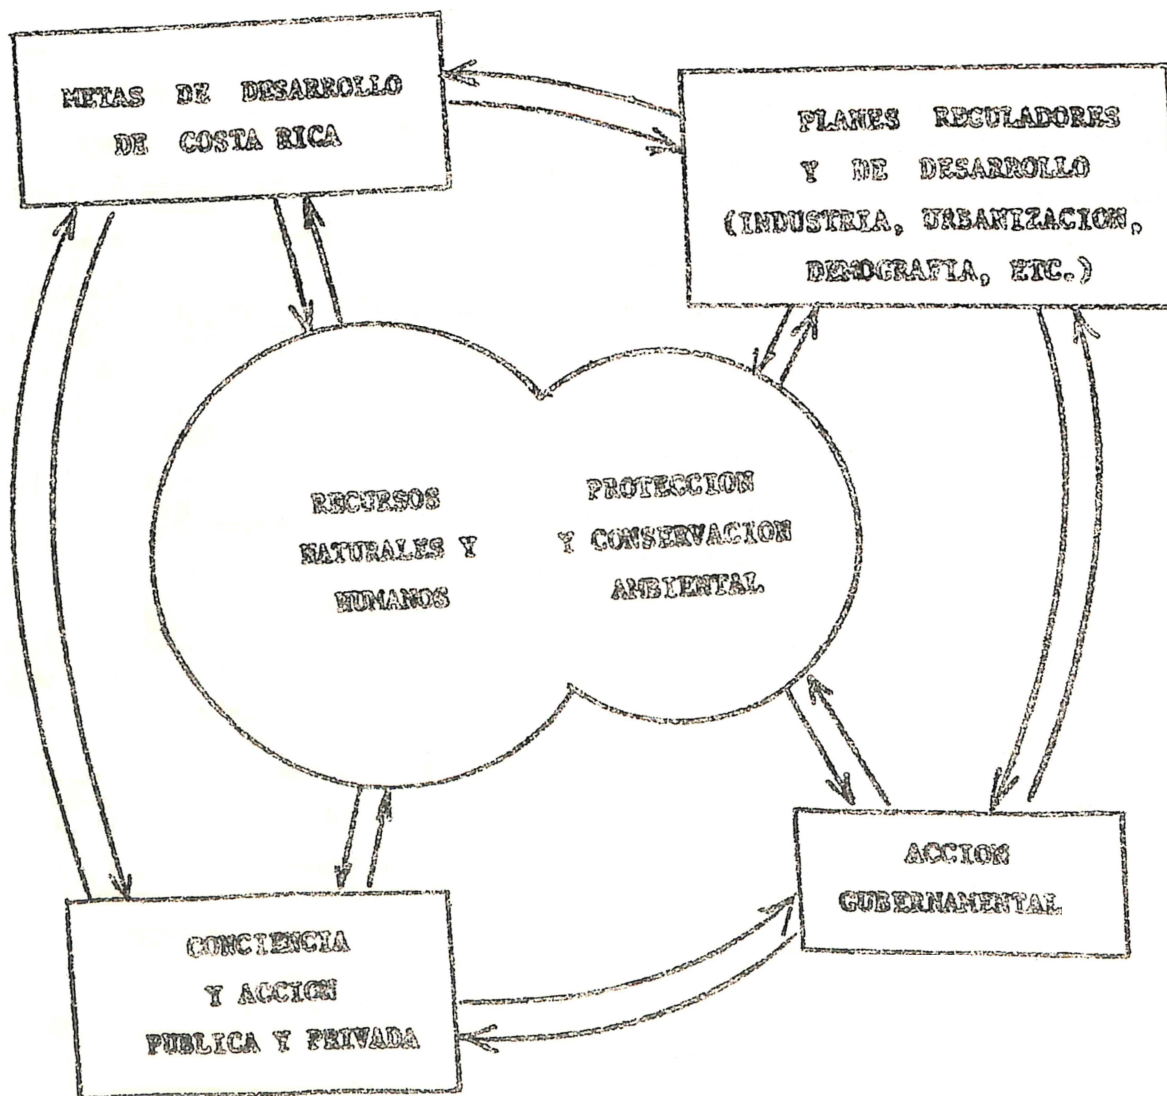 METAS DE DESARROLLO
DE COSTA RICA
PLANES REGULADORES
Y DE DESARROLLO
(INDUSTRIA, URBANIZACION,
DEMOGRAFIA, ETC.)
RECURSOS
NATURALES Y
HUMANOS
PROTECCION
Y CONSERVACION
AMBIENTAL
ACCION
GUBERNAMENTAL
CONCIENCIA
Y ACCION
PUBLICA Y PRIVADA